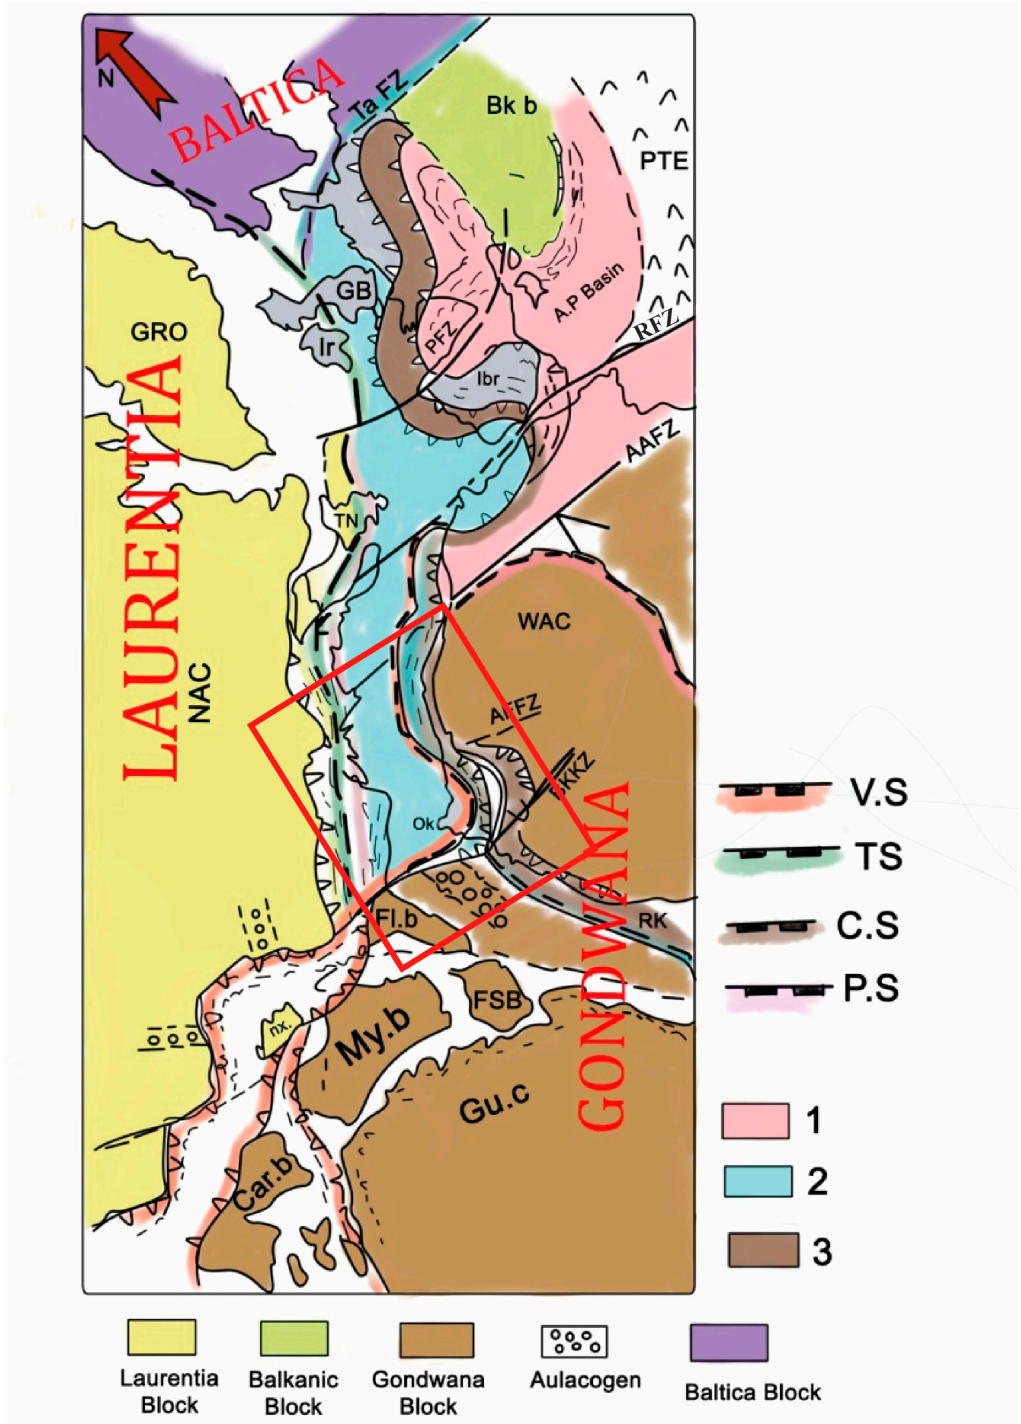 N
BALTICA
Ta FZ
Bk b
PTE
GB
GRO
Ir
PFZ
A.P Basin
RFZ
Ibr
AAFZ
LAURENTIA
TN
NAC
WAC
AFFZ
KKZ
Ok
GONDWANA
Fl.b
RK
nx.
My.b
FSB
Gu.c
Car.b
V.S
TS
C.S
P.S
1
2
3
Laurentia
Block
Balkanic
Block
Gondwana
Block
Aulacogen
Baltica Block